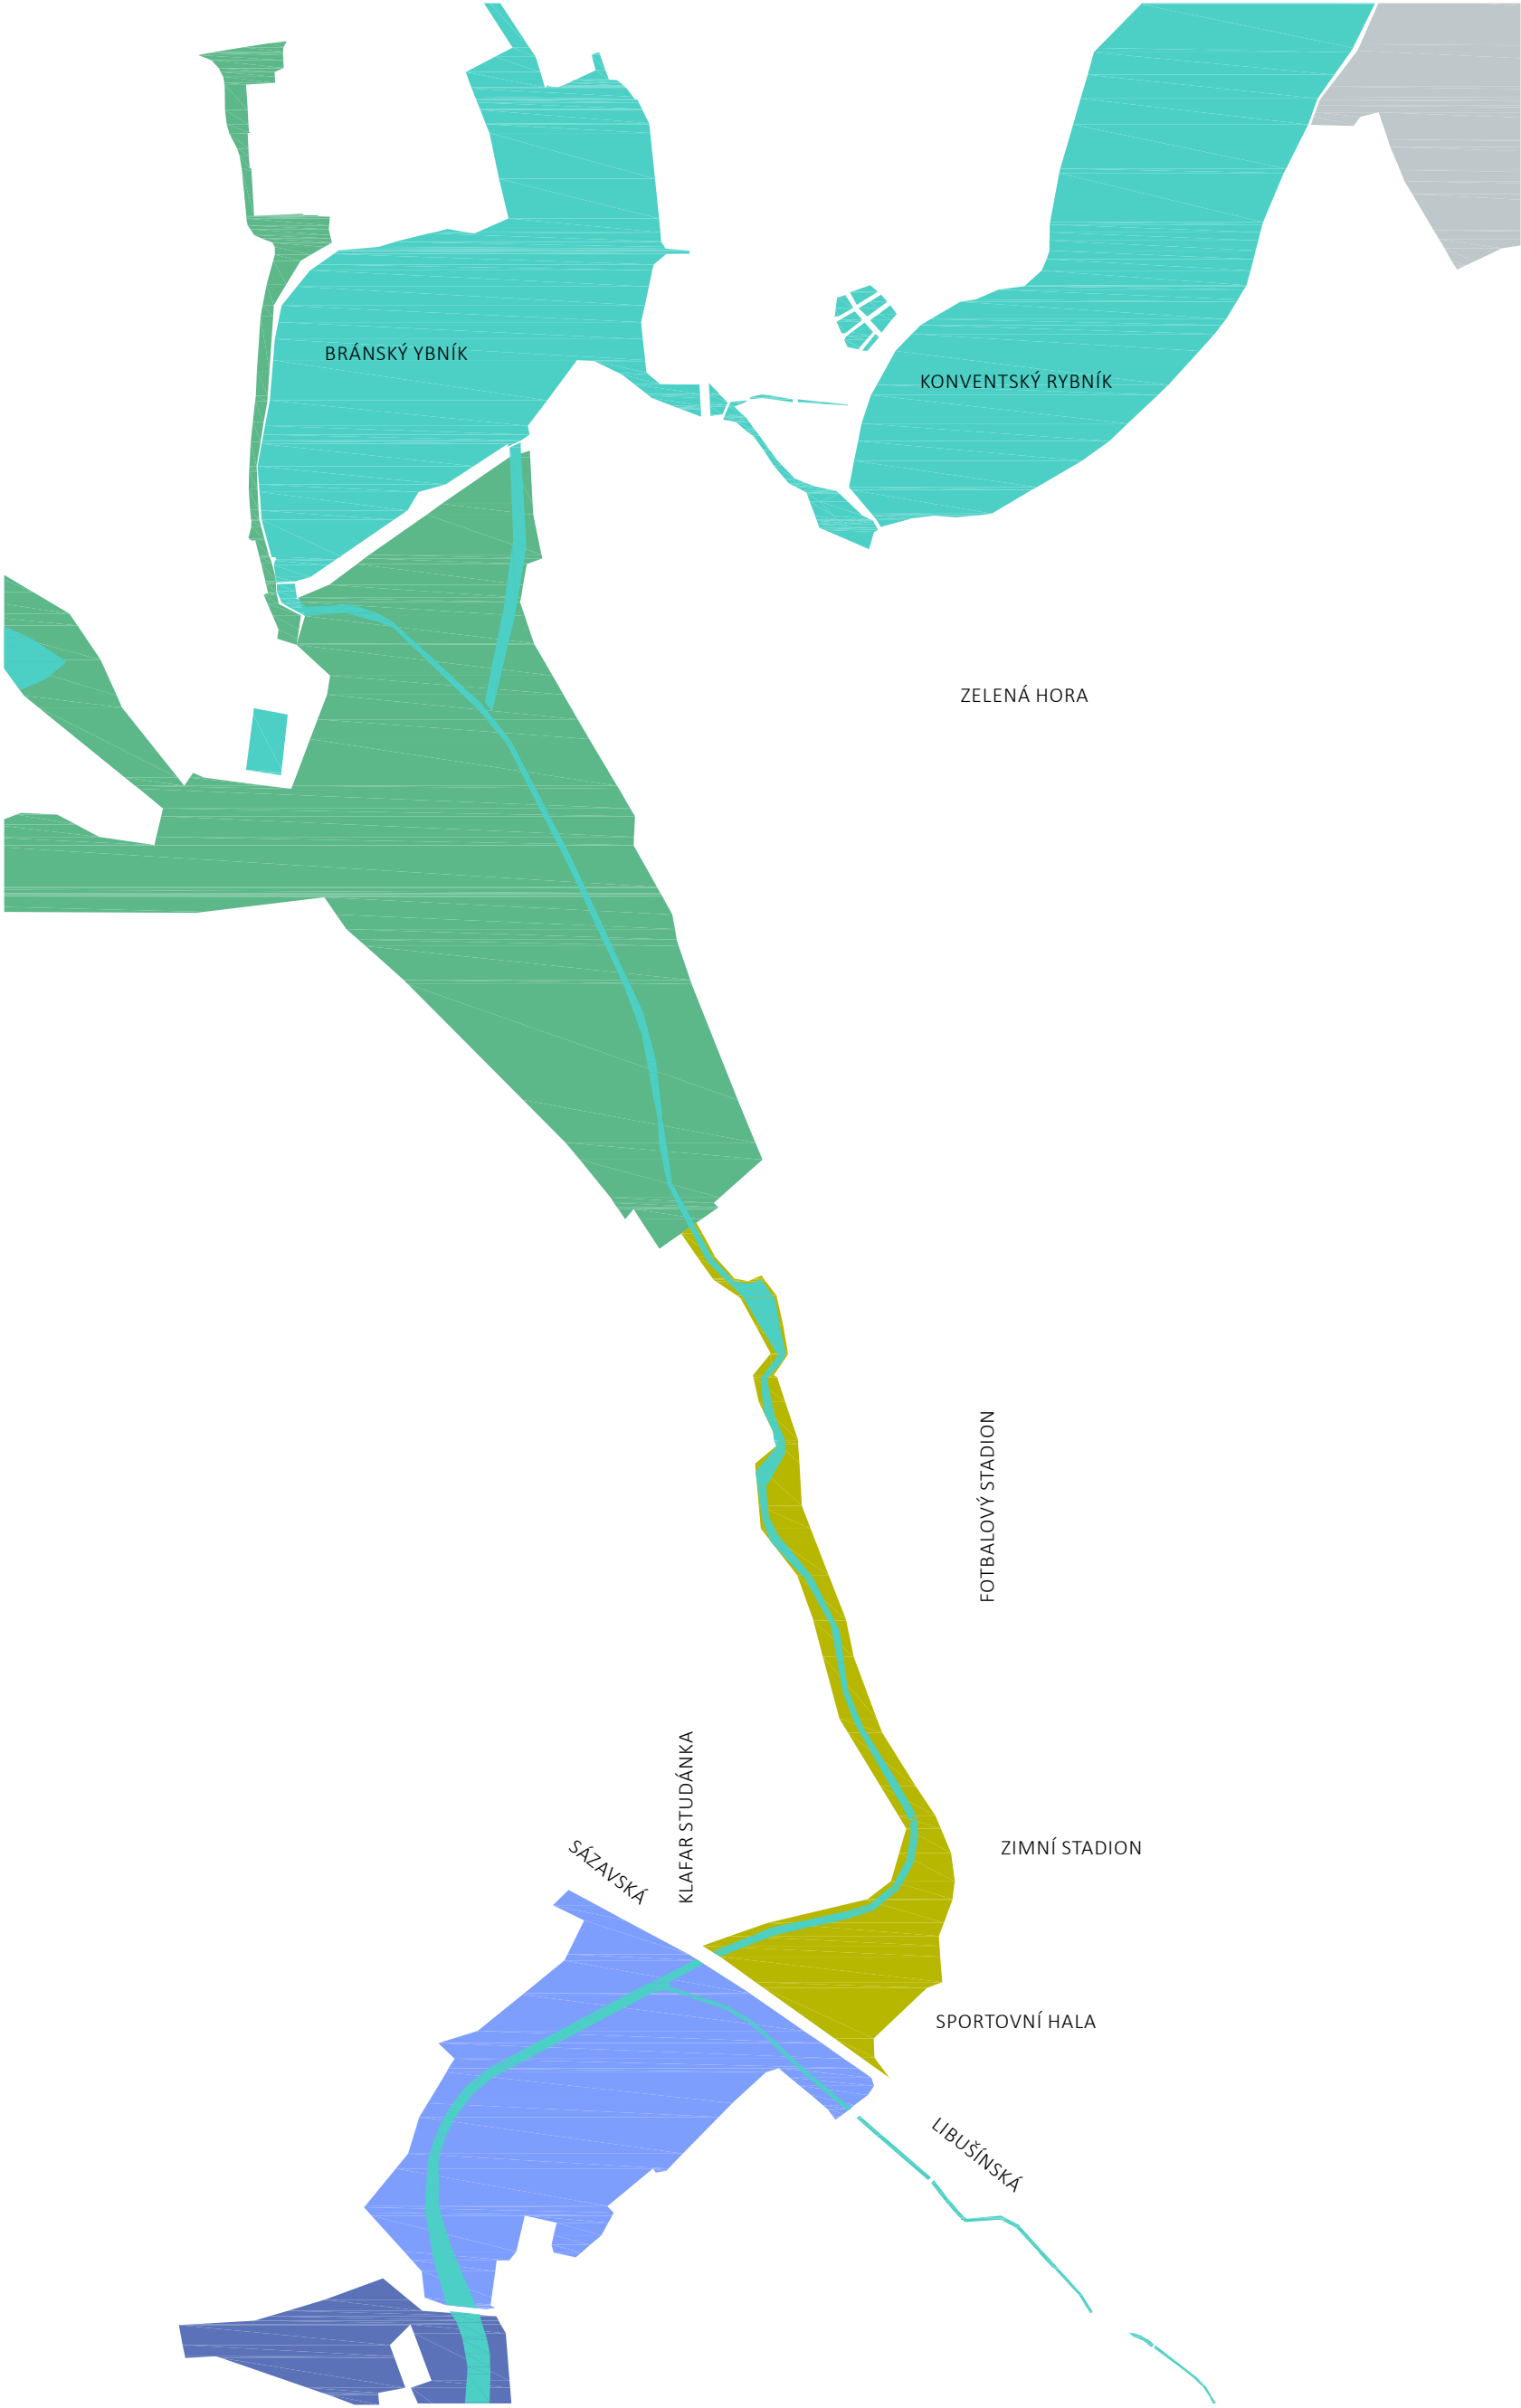 BRÁNSKÝ YBNÍK
KONVENTSKÝ RYBNÍK
ZELENÁ HORA
FOTBALOVÝ STADION
KLAFAR STUDÁNKA
SÁZAVSKÁ
ZIMNÍ STADION
SPORTOVNÍ HALA
LIBUŠÍNSKÁ